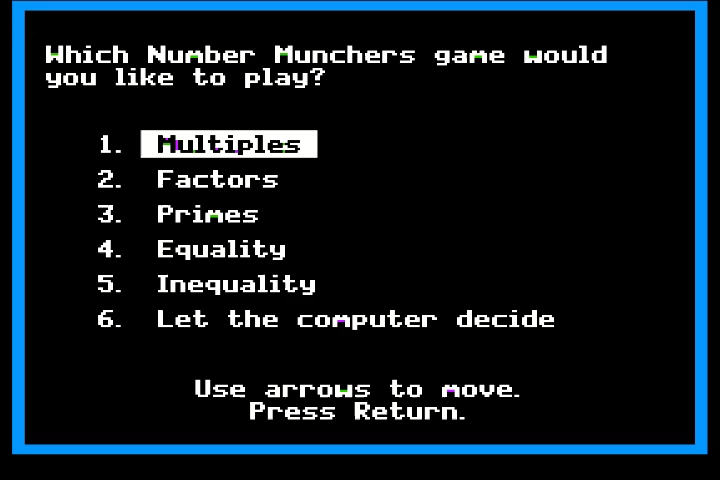 Which Number Munchers game would
you like to play?
1. Multiples
2. Factors
3. Primes
4. Equality
5. Inequality
6. Let the computer decide
Use arrows to move.
Press Return.